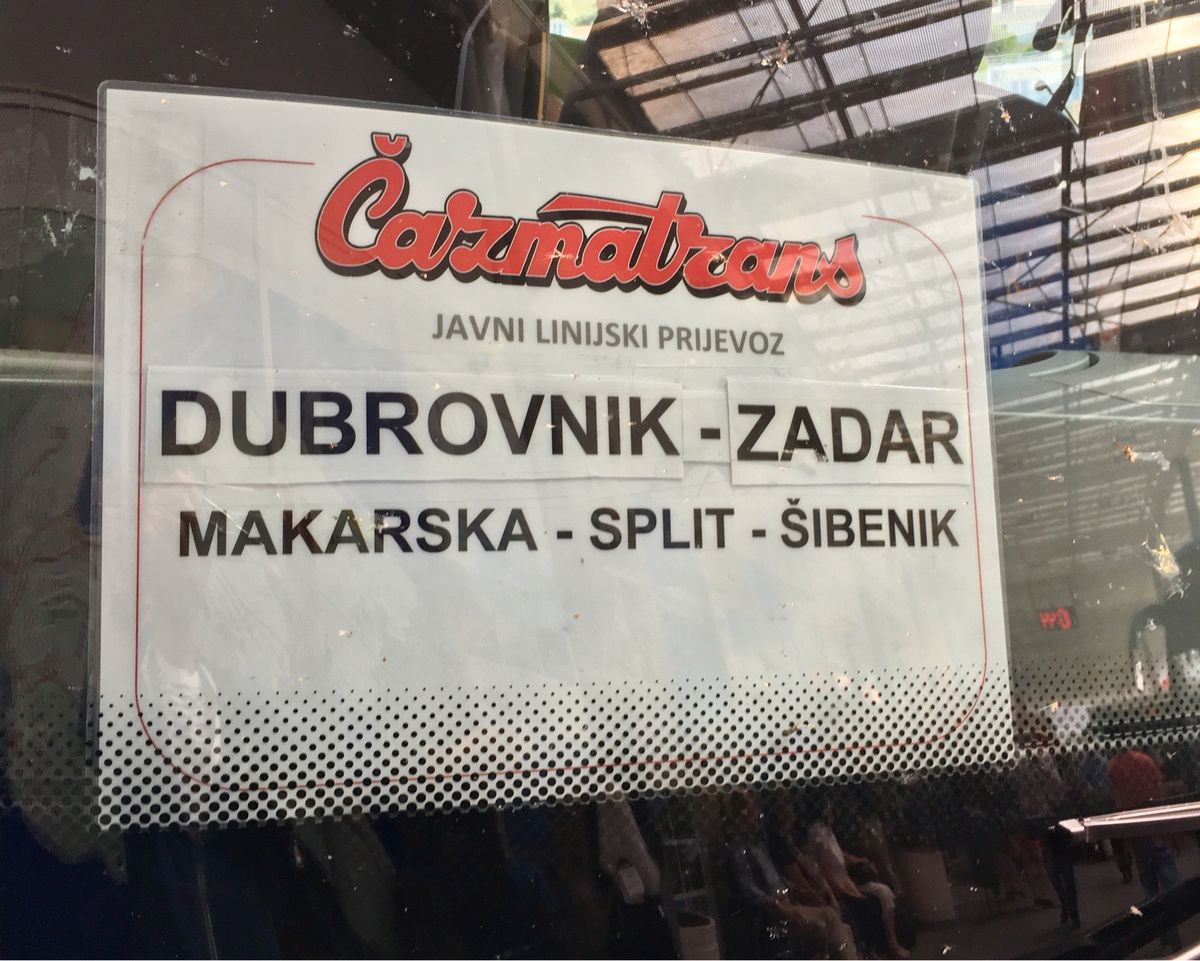 Čazmatrans
JAVNI LINIJSKI PRIJEVOZ
DUBROVNIK - ZADAR
MAKARSKA - SPLIT - ŠIBENIK